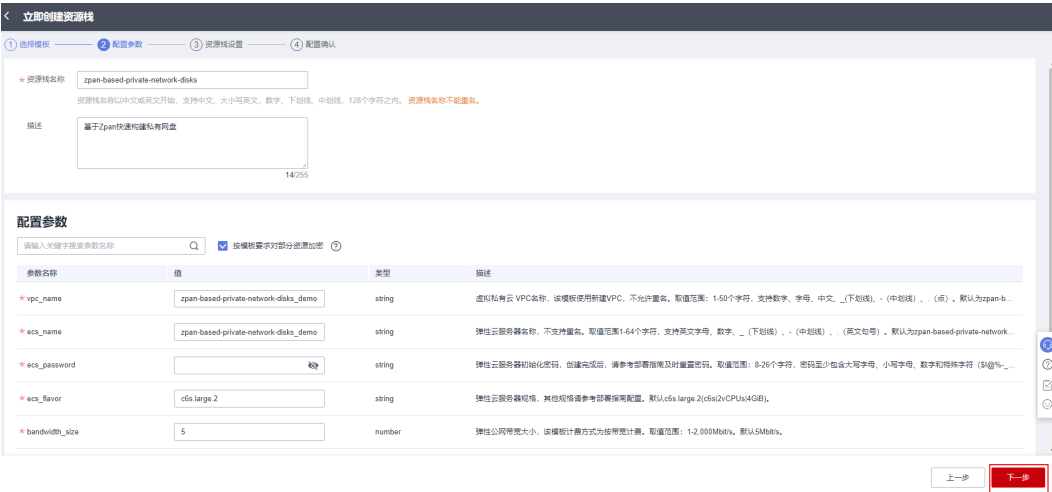 立即创建资源栈
1 选择模板 2 配置参数 3 资源栈设置 4 配置确认
* 资源栈名称 zpan-based-private-network-disks
资源栈名称以中文或英文开始，支持中文、大小写英文、数字、下划线、中划线，128个字符之内。 资源栈名称不能重名。
描述 基于Zpan快速构建私有网盘
14/255
配置参数
请输入关键字搜索参数名称 按模板要求对部分资源加密
参数名称 值 类型 描述
* vpc_name zpan-based-private-network-disks_demo string 虚拟私有云 VPC名称，该模板使用新建VPC，不允许重名。取值范围：1-50个字符，支持数字、字母、中文、_(下划线)、-（中划线）、.（点）。默认为zpan-b...
* ecs_name zpan-based-private-network-disks_demo string 弹性云服务器名称，不支持重名。取值范围1-64个字符，支持英文字母、数字、_（下划线）、-（中划线）、.（英文句号）。默认为zpan-based-private-network...
* ecs_password string 弹性云服务器初始化密码，创建完成后，请参考部署指南及时重置密码。取值范围：8-26个字符，密码至少包含大写字母、小写字母、数字和特殊字符（$!@%-_...
* ecs_flavor c6s.large.2 string 弹性云服务器规格，其他规格请参考部署指南配置。默认c6s.large.2(c6s|2vCPUs|4GiB)。
* bandwidth_size 5 number 弹性公网带宽大小，该模板计费方式为按带宽计费。取值范围：1-2,000Mbit/s。默认5Mbit/s。
上一步 下一步